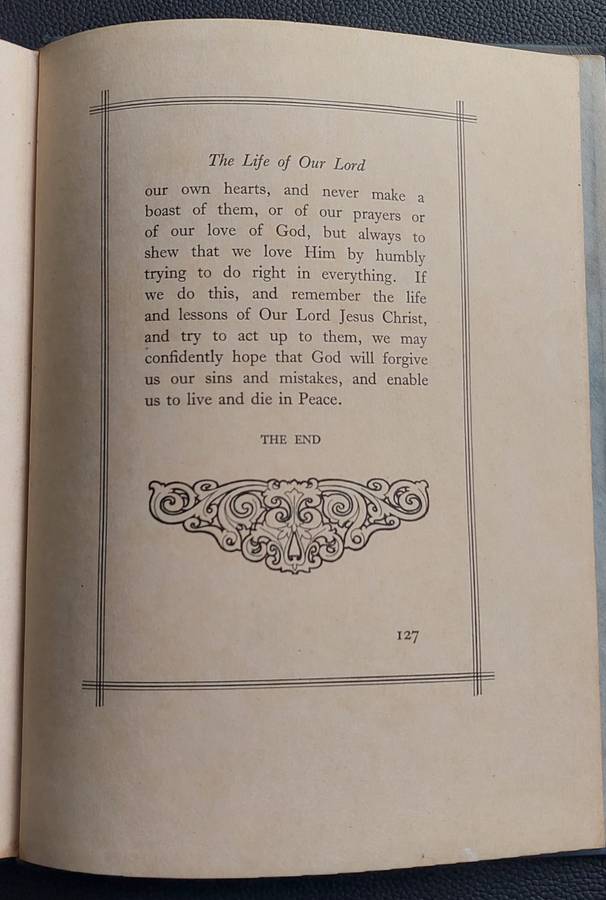 The Life of Our Lord
our own hearts, and never make a
boast of them, or of our prayers or
of our love of God, but always to
shew that we love Him by humbly
trying to do right in everything. If
we do this, and remember the life
and lessons of Our Lord Jesus Christ,
and try to act up to them, we may
confidently hope that God will forgive
us our sins and mistakes, and enable
us to live and die in Peace.
THE END
127